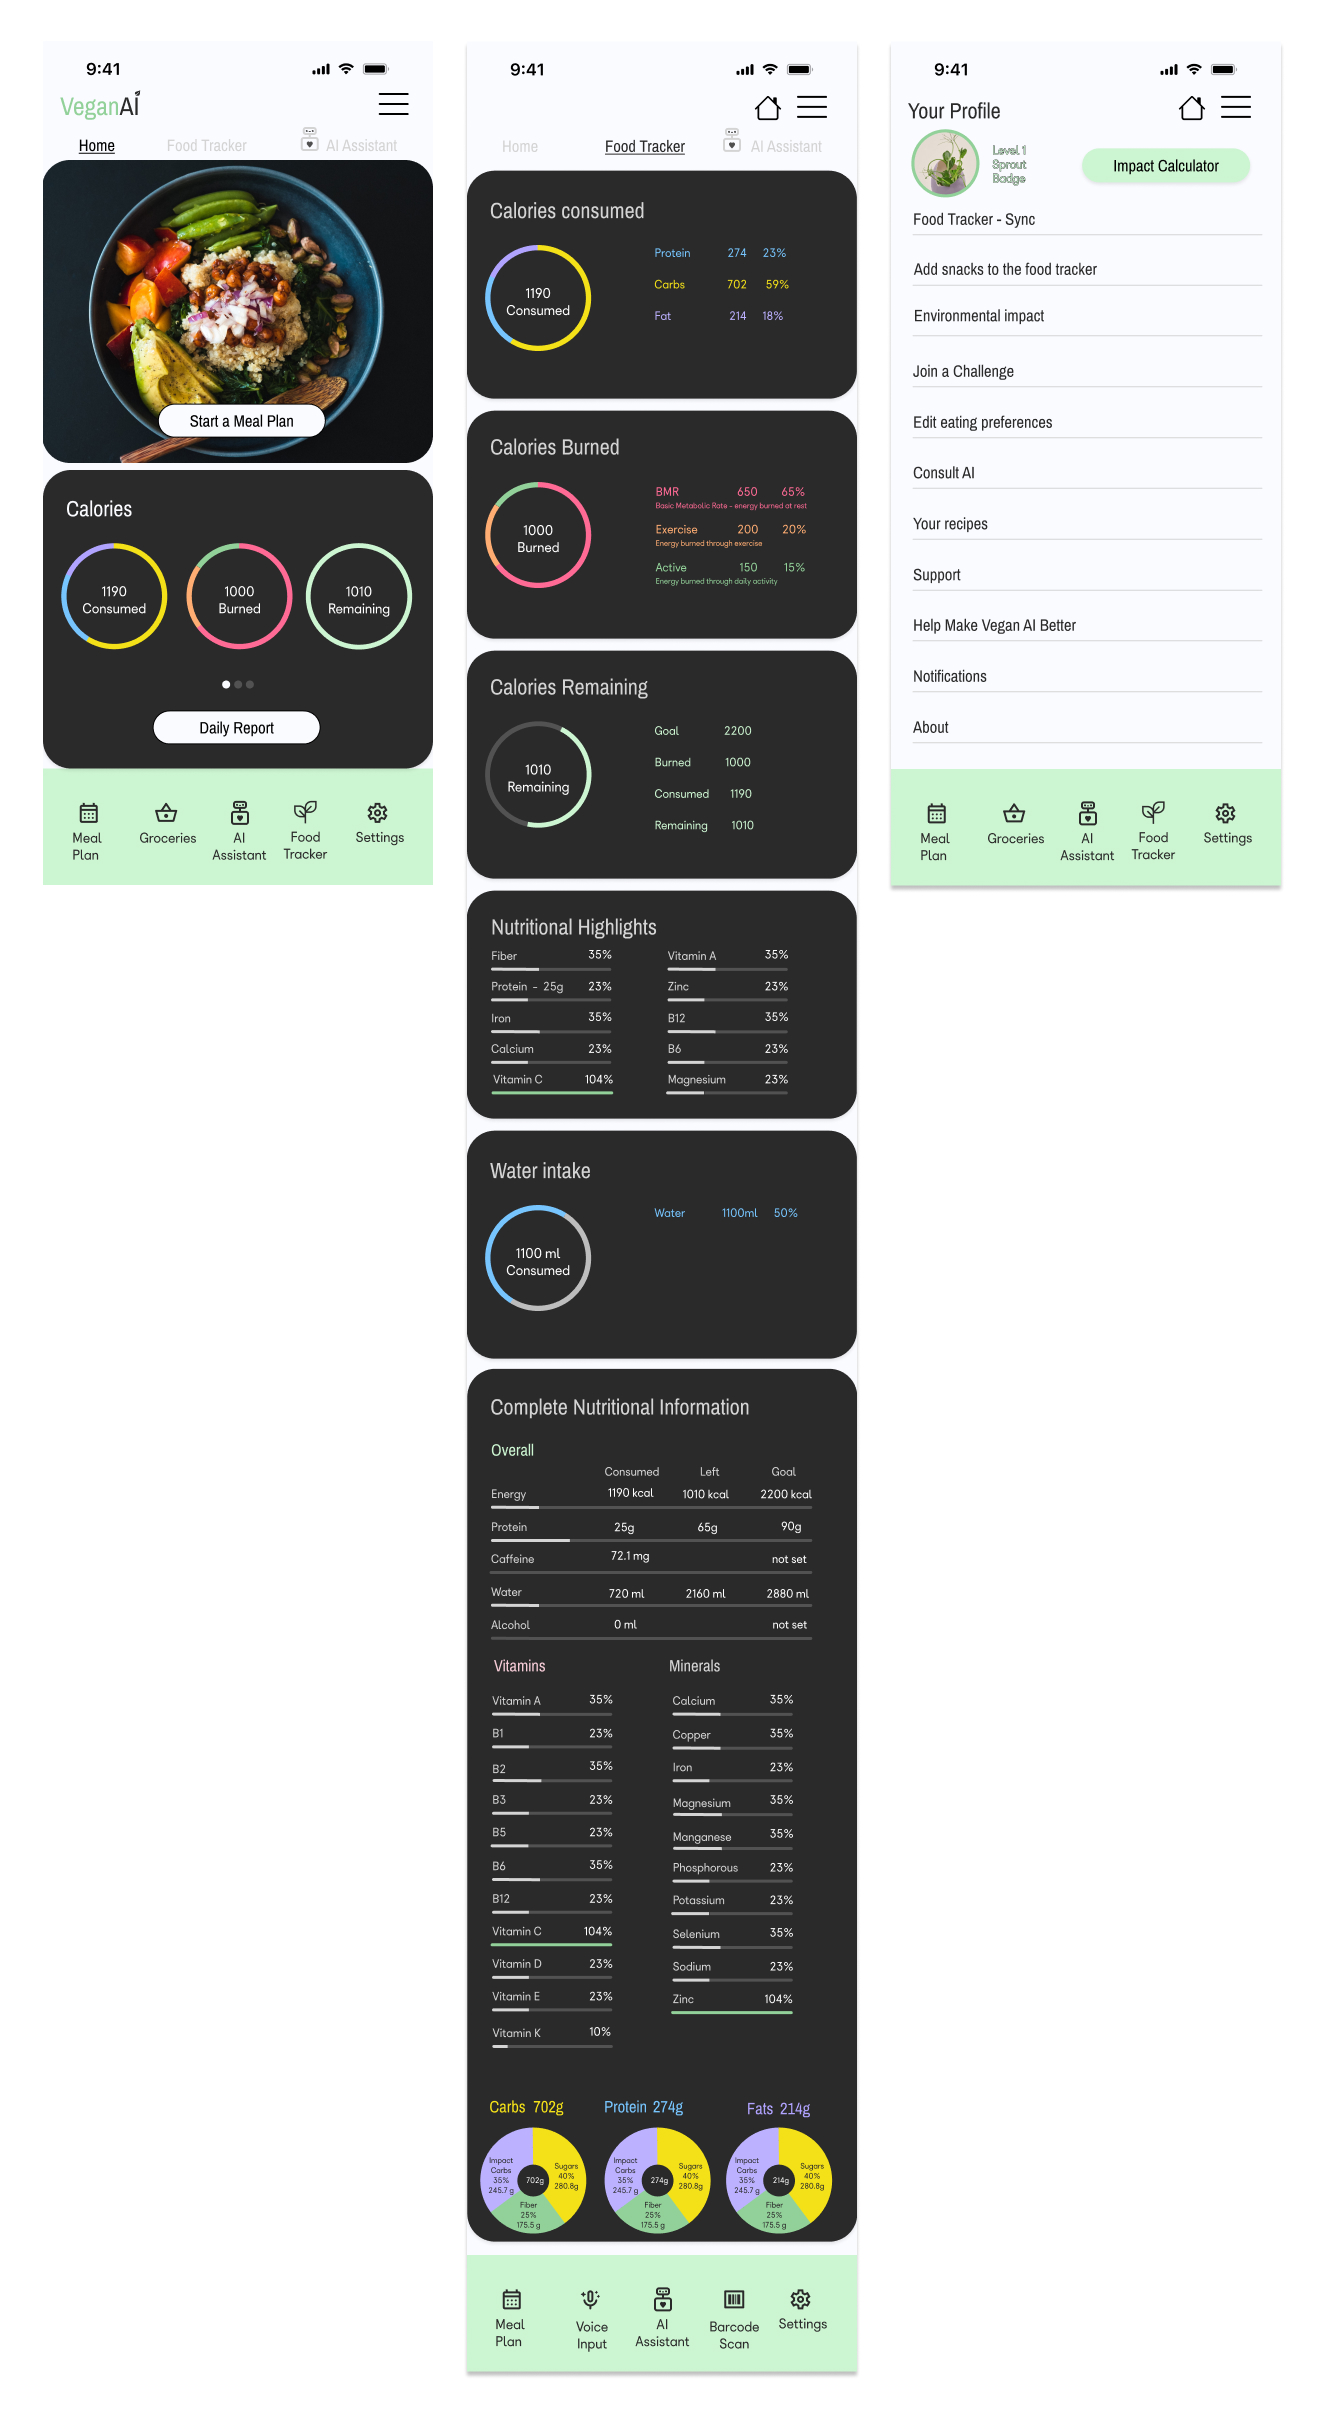 9:41
VeganAI
Home Food Tracker AI Assistant
Start a Meal Plan
Calories
1190 Consumed
1000 Burned
1010 Remaining
Daily Report
Meal Plan
Groceries
AI Assistant
Food Tracker
Settings
9:41
Home Food Tracker AI Assistant
Calories consumed
1190
Consumed
Protein 274 23%
Carbs 702 59%
Fat 214 18%
Calories Burned
1000
Burned
BMR 650 65%
Basic Metabolic Rate - energy burned at rest
Exercise 200 20%
Energy burned through exercise
Active 150 15%
Energy burned through daily activity
Calories Remaining
1010
Remaining
Goal 2200
Burned 1000
Consumed 1190
Remaining 1010
Nutritional Highlights
Fiber 35% Vitamin A 35%
Protein - 25g 23% Zinc 23%
Iron 35% B12 35%
Calcium 23% B6 23%
Vitamin C 104% Magnesium 23%
Water intake
1100 ml
Consumed
Water 1100ml 50%
Complete Nutritional Information
Overall
Consumed Left Goal
Energy 1190 kcal 1010 kcal 2200 kcal
Protein 25g 65g 90g
Caffeine 72.1 mg not set
Water 720 ml 2160 ml 2880 ml
Alcohol 0 ml not set
Vitamins
Vitamin A 35%
B1 23%
B2 35%
B3 23%
B5 23%
B6 35%
B12 23%
Vitamin C 104%
Vitamin D 23%
Vitamin E 23%
Vitamin K 10%
Minerals
Calcium 35%
Copper 35%
Iron 23%
Magnesium 35%
Manganese 35%
Phosphorous 23%
Potassium 23%
Selenium 35%
Sodium 23%
Zinc 104%
Carbs 702g
Impact
Carbs
35%
245.7 g
702g
Sugars
40%
280.8g
Fiber
25%
175.5 g
Protein 274g
Impact
Carbs
35%
245.7 g
274g
Sugars
40%
280.8g
Fiber
25%
175.5 g
Fats 214g
Impact
Carbs
35%
245.7 g
214g
Sugars
40%
280.8g
Fiber
25%
175.5 g
Meal Plan
Voice Input
AI Assistant
Barcode Scan
Settings
9:41
Your Profile
Level 1
Sprout
Badge
Impact Calculator
Food Tracker - Sync
Add snacks to the food tracker
Environmental impact
Join a Challenge
Edit eating preferences
Consult AI
Your recipes
Support
Help Make Vegan AI Better
Notifications
About
Meal Plan
Groceries
AI Assistant
Food Tracker
Settings